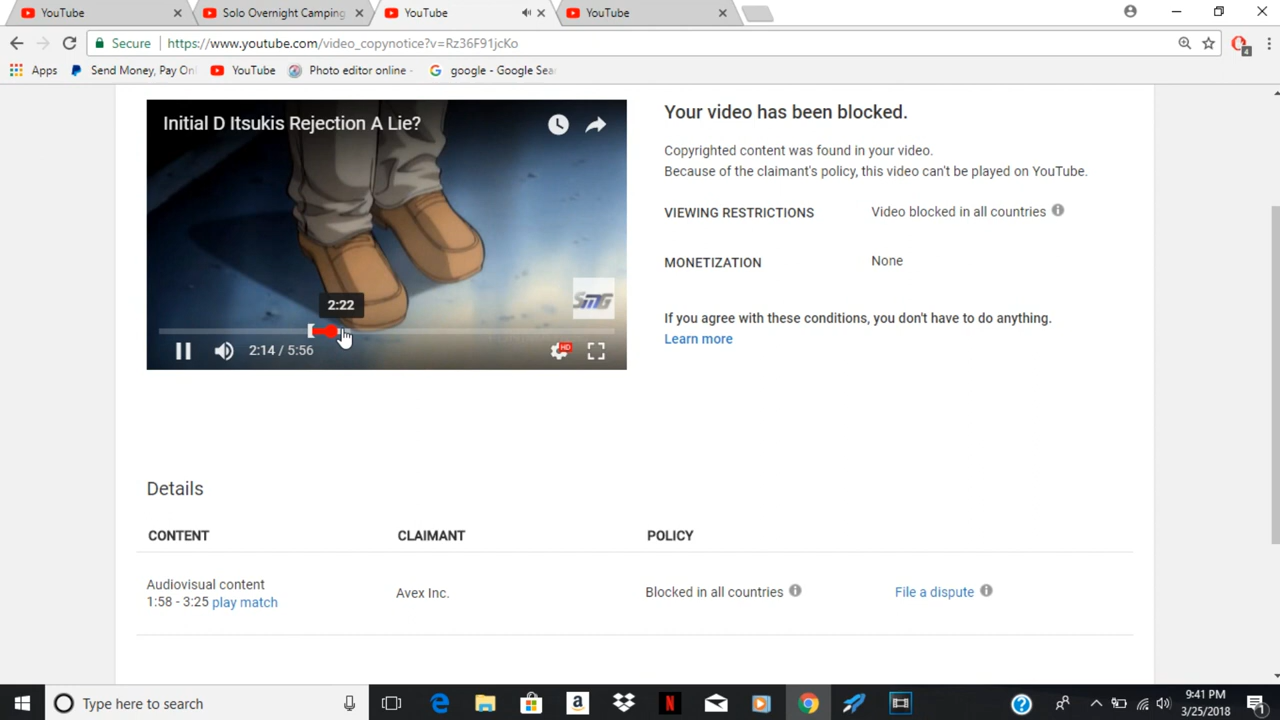 YouTube
Solo Overnight Camping
YouTube
YouTube
Secure https://www.youtube.com/video_copynotice?v=Rz36F91jcKo
4
Apps Send Money, Pay Onl YouTube Photo editor online - google - Google Sea
Initial D Itsukis Rejection A Lie?
SMG
2:22
2:14 / 5:56
HD
Your video has been blocked.
Copyrighted content was found in your video.
Because of the claimant's policy, this video can't be played on YouTube.
VIEWING RESTRICTIONS Video blocked in all countries
MONETIZATION None
If you agree with these conditions, you don't have to do anything.
Learn more
Details
CONTENT CLAIMANT POLICY
Audiovisual content
1:58 - 3:25 play match
Avex Inc.
Blocked in all countries
File a dispute
Type here to search
9:41 PM
3/25/2018
1